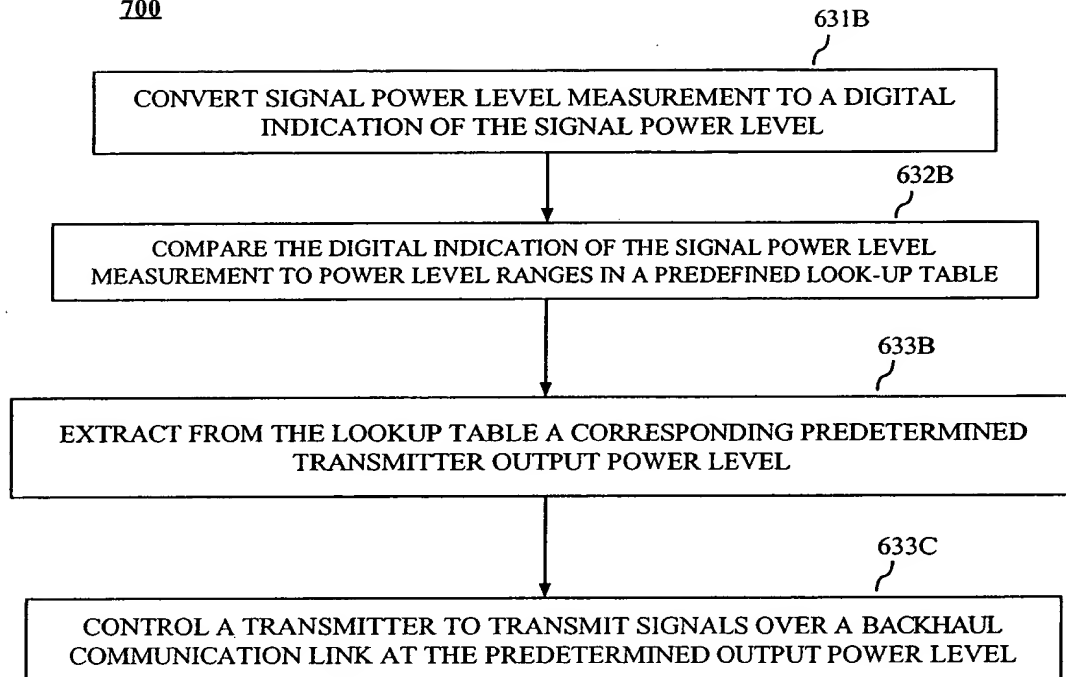 700
631B
CONVERT SIGNAL POWER LEVEL MEASUREMENT TO A DIGITAL
INDICATION OF THE SIGNAL POWER LEVEL
632B
COMPARE THE DIGITAL INDICATION OF THE SIGNAL POWER LEVEL
MEASUREMENT TO POWER LEVEL RANGES IN A PREDEFINED LOOK-UP TABLE
633B
EXTRACT FROM THE LOOKUP TABLE A CORRESPONDING PREDETERMINED
TRANSMITTER OUTPUT POWER LEVEL
633C
CONTROL A TRANSMITTER TO TRANSMIT SIGNALS OVER A BACKHAUL
COMMUNICATION LINK AT THE PREDETERMINED OUTPUT POWER LEVEL